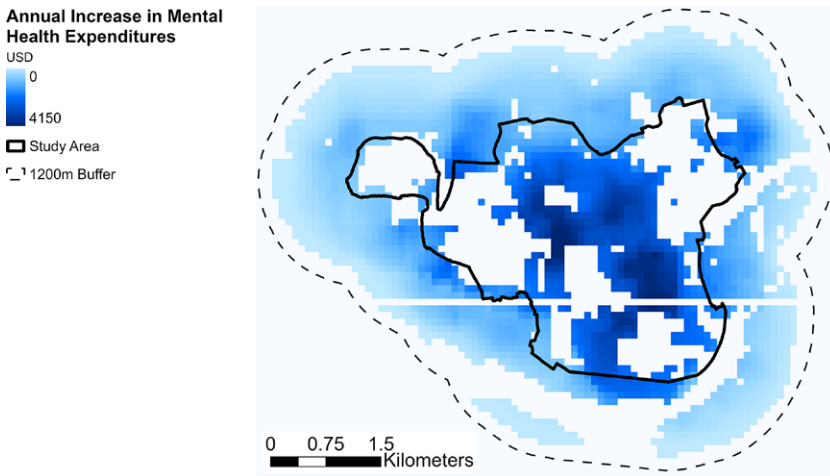 Annual Increase in Mental
Health Expenditures
USD
0
4150
Study Area
1200m Buffer
0 0.75 1.5
Kilometers